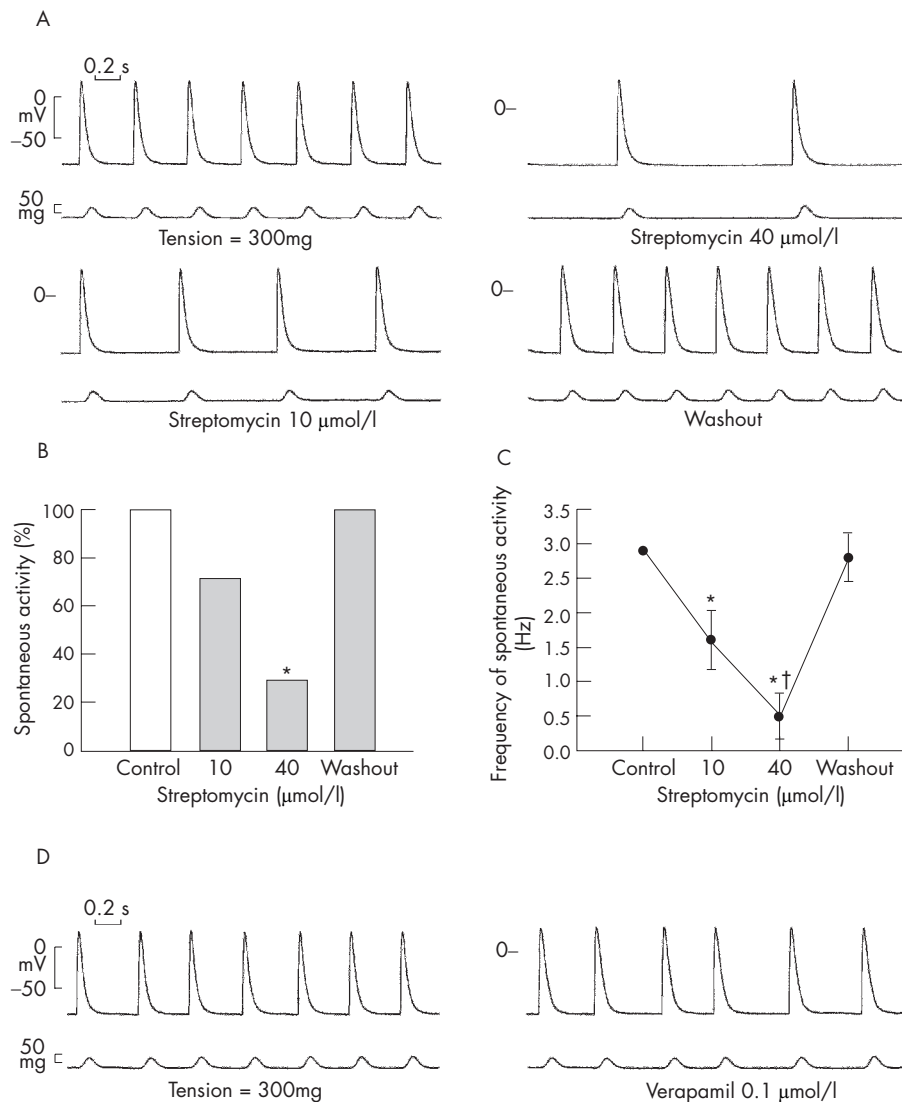 A
0.2 s
0
mV
–50
50
mg
Tension = 300mg
0–
Streptomycin 40 µmol/l
0–
Streptomycin 10 µmol/l
0–
Washout
B
Spontaneous activity (%)
100
80
60
40
20
0
*
Control 10 40 Washout
Streptomycin (µmol/l)
C
Frequency of spontaneous activity
(Hz)
3.5
3.0
2.5
2.0
1.5
1.0
0.5
0.0
*
*†
Control 10 40 Washout
Streptomycin (µmol/l)
D
0.2 s
0
mV
–50
50
mg
Tension = 300mg
0–
Verapamil 0.1 µmol/l